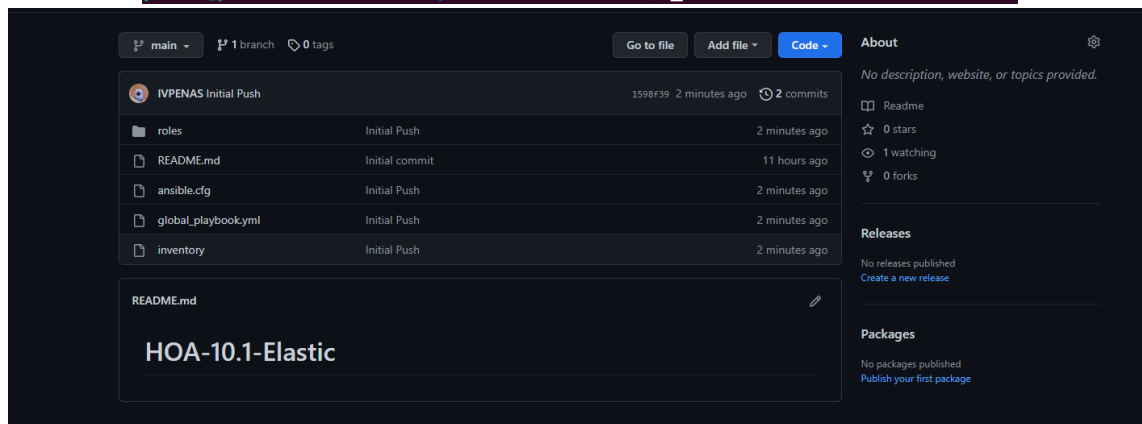 main
1 branch
0 tags
Go to file
Add file
Code
IVPENAS Initial Push
1598f39 2 minutes ago
2 commits
roles Initial Push 2 minutes ago
README.md Initial commit 11 hours ago
ansible.cfg Initial Push 2 minutes ago
global_playbook.yml Initial Push 2 minutes ago
inventory Initial Push 2 minutes ago
README.md
HOA-10.1-Elastic
About
No description, website, or topics provided.
Readme
0 stars
1 watching
0 forks
Releases
No releases published
Create a new release
Packages
No packages published
Publish your first package